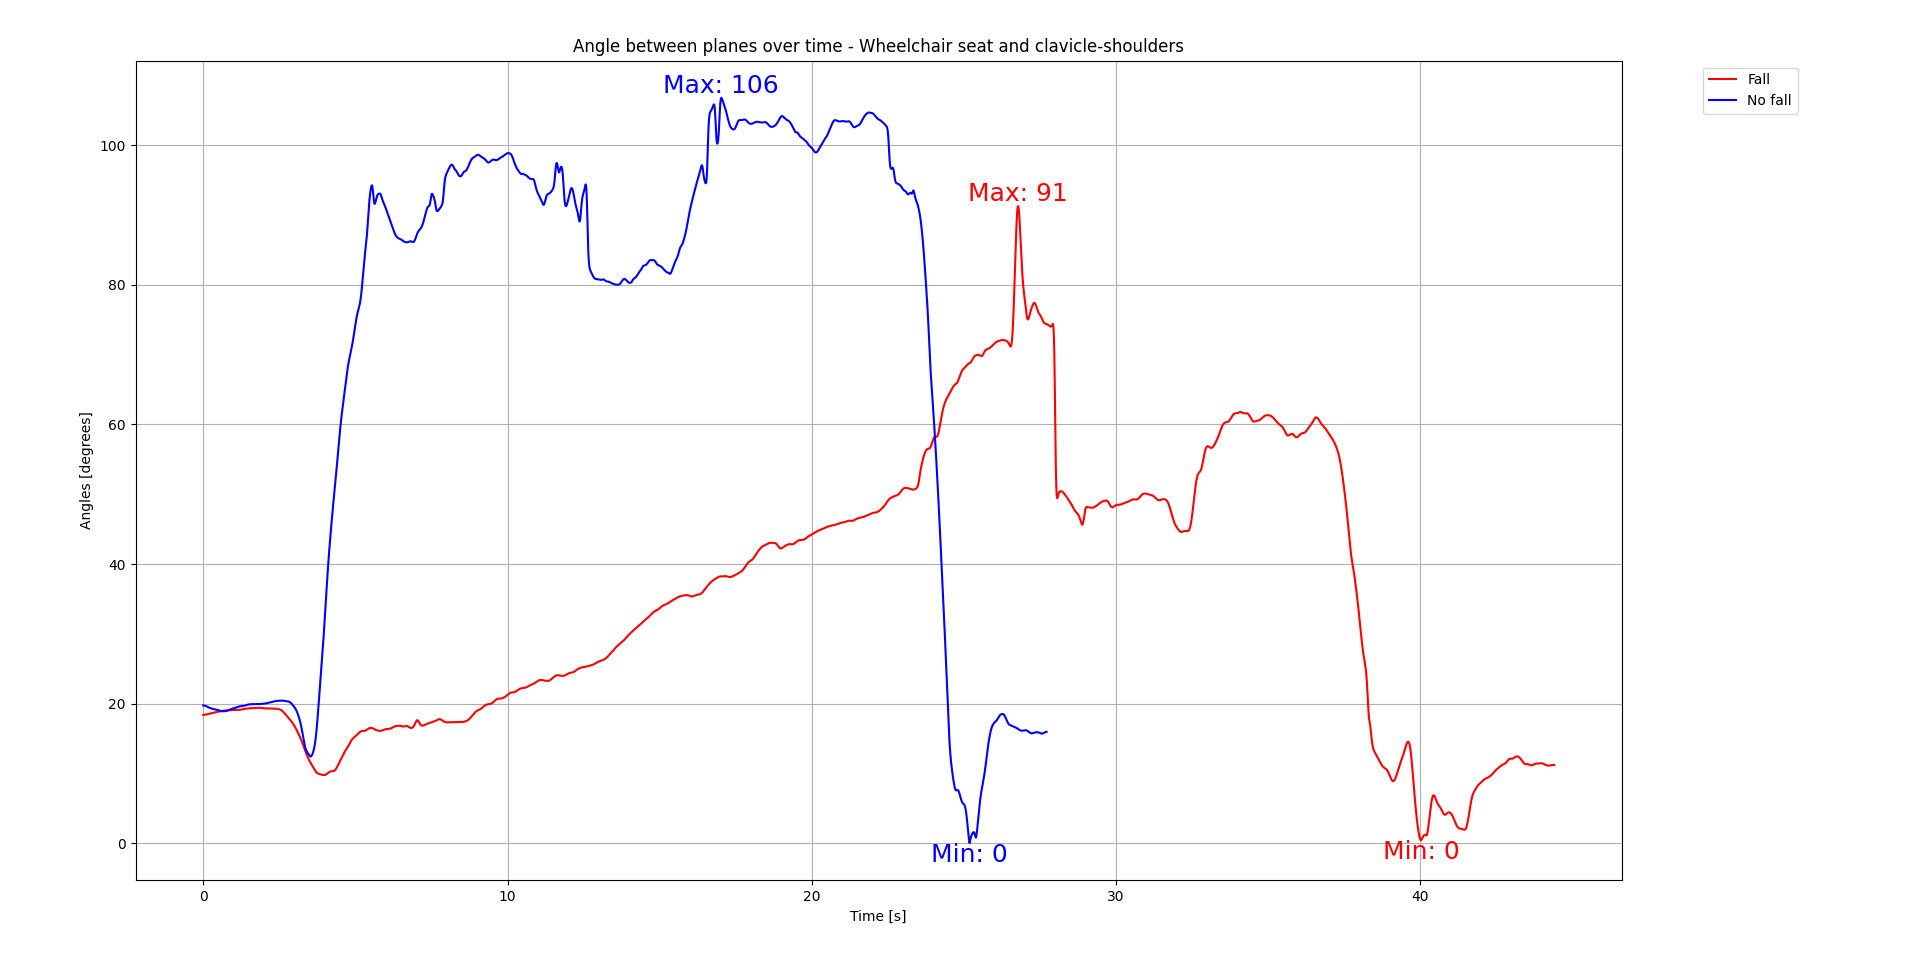 Angle between planes over time - Wheelchair seat and clavicle-shoulders
Fall
No fall
Max: 106
Max: 91
Min: 0
Min: 0
100
80
60
40
20
0
Angles [degrees]
0 10 20 30 40
Time [s]